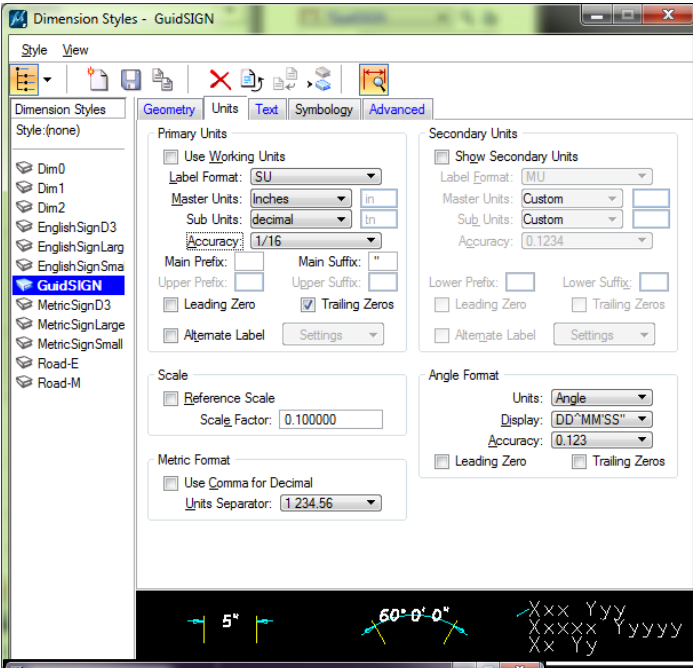 Dimension Styles - GuidSIGN
Style View
Dimension Styles
Style:(none)
Dim0
Dim1
Dim2
EnglishSignD3
EnglishSignLarg
EnglishSignSma
GuidSIGN
MetricSignD3
MetricSignLarge
MetricSignSmall
Road-E
Road-M
Geometry Units Text Symbology Advanced
Primary Units
Use Working Units
Label Format: SU
Master Units: Inches in
Sub Units: decimal tn
Accuracy: 1/16
Main Prefix: Main Suffix: "
Upper Prefix: Upper Suffix:
Leading Zero Trailing Zeros
Alternate Label Settings
Scale
Reference Scale
Scale Factor: 0.100000
Metric Format
Use Comma for Decimal
Units Separator: 1 234.56
Secondary Units
Show Secondary Units
Label Format: MU
Master Units: Custom
Sub Units: Custom
Accuracy: 0.1234
Lower Prefix: Lower Suffix:
Leading Zero Trailing Zeros
Alternate Label Settings
Angle Format
Units: Angle
Display: DD^MM'SS"
Accuracy: 0.123
Leading Zero Trailing Zeros
5"
60° 0' 0"
Xxx Yyy
Xxxxx Yyyyy
Xx Yy